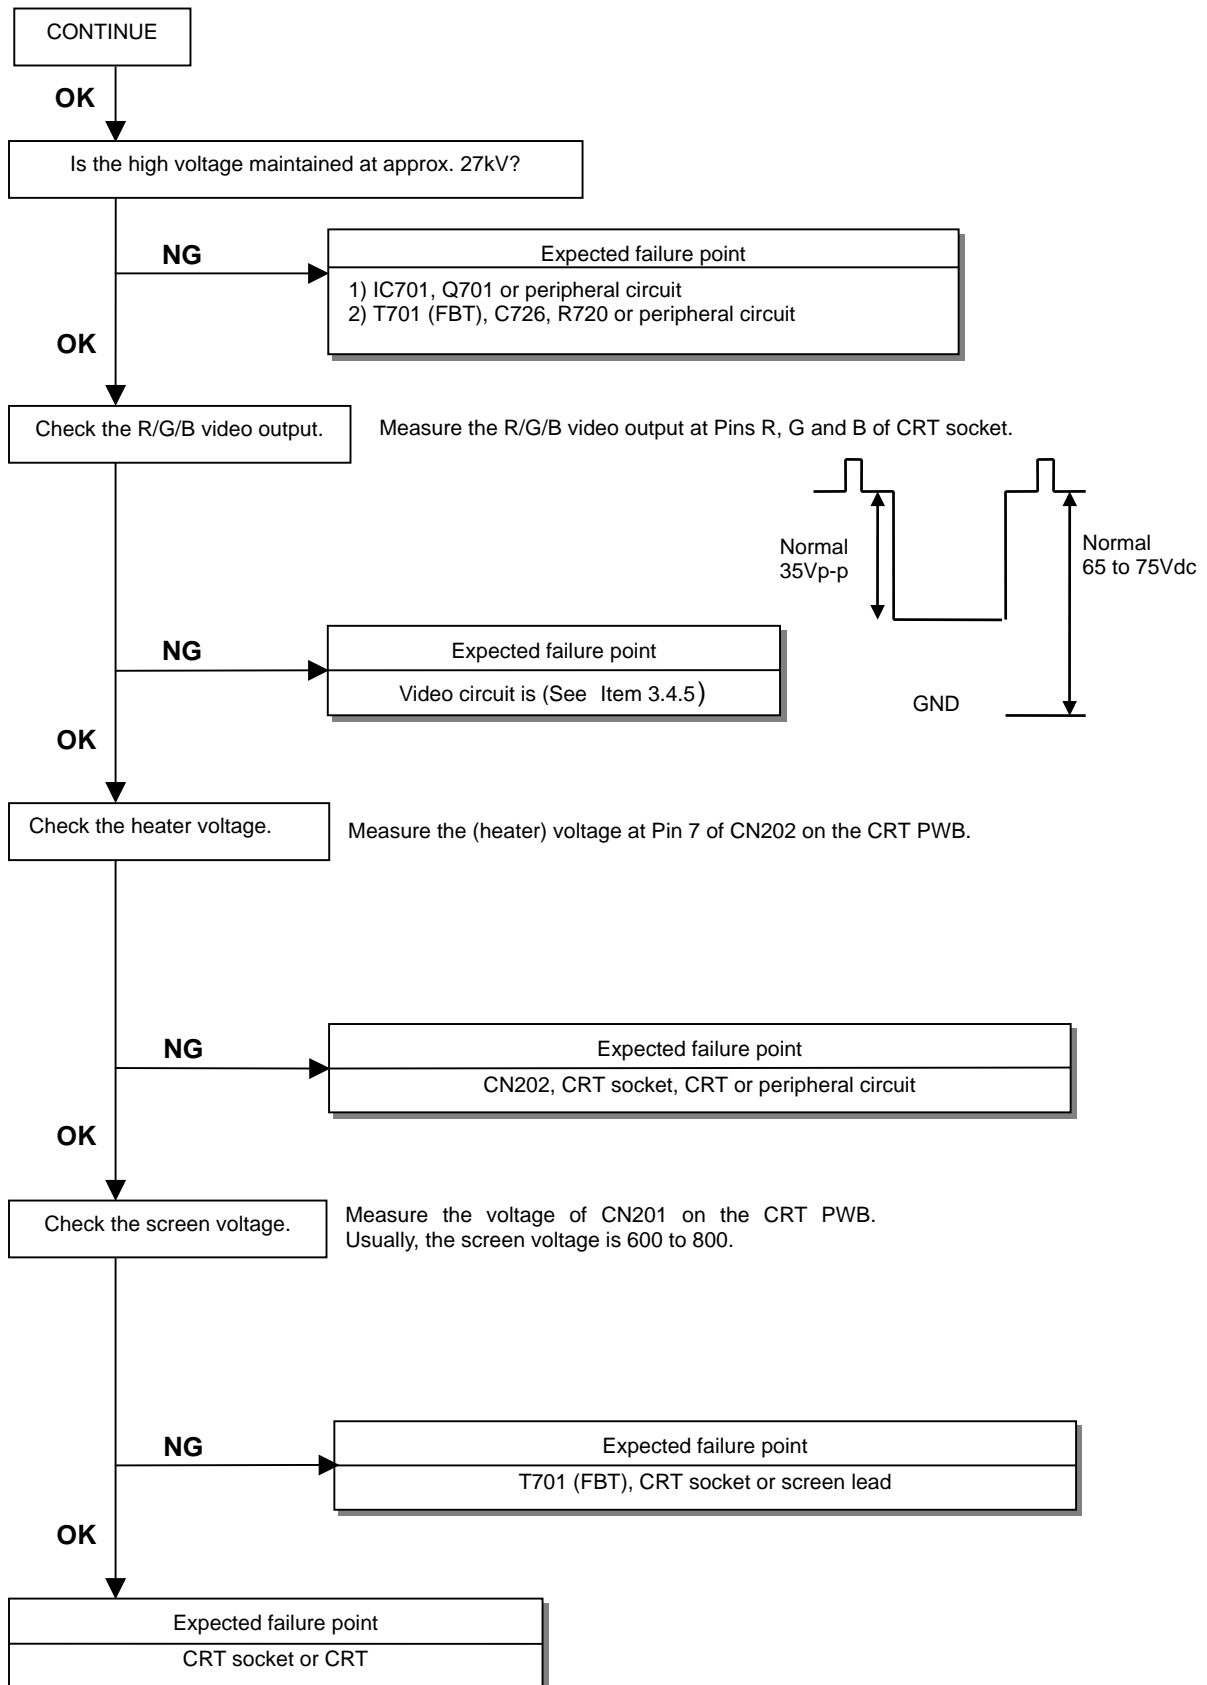 CONTINUE
OK
Is the high voltage maintained at approx. 27kV?
NG
Expected failure point
1) IC701, Q701 or peripheral circuit
2) T701 (FBT), C726, R720 or peripheral circuit
OK
Check the R/G/B video output.
Measure the R/G/B video output at Pins R, G and B of CRT socket.
Normal
35Vp-p
Normal
65 to 75Vdc
GND
NG
Expected failure point
Video circuit is (See Item 3.4.5)
OK
Check the heater voltage.
Measure the (heater) voltage at Pin 7 of CN202 on the CRT PWB.
NG
Expected failure point
CN202, CRT socket, CRT or peripheral circuit
OK
Check the screen voltage.
Measure the voltage of CN201 on the CRT PWB.
Usually, the screen voltage is 600 to 800.
NG
Expected failure point
T701 (FBT), CRT socket or screen lead
OK
Expected failure point
CRT socket or CRT